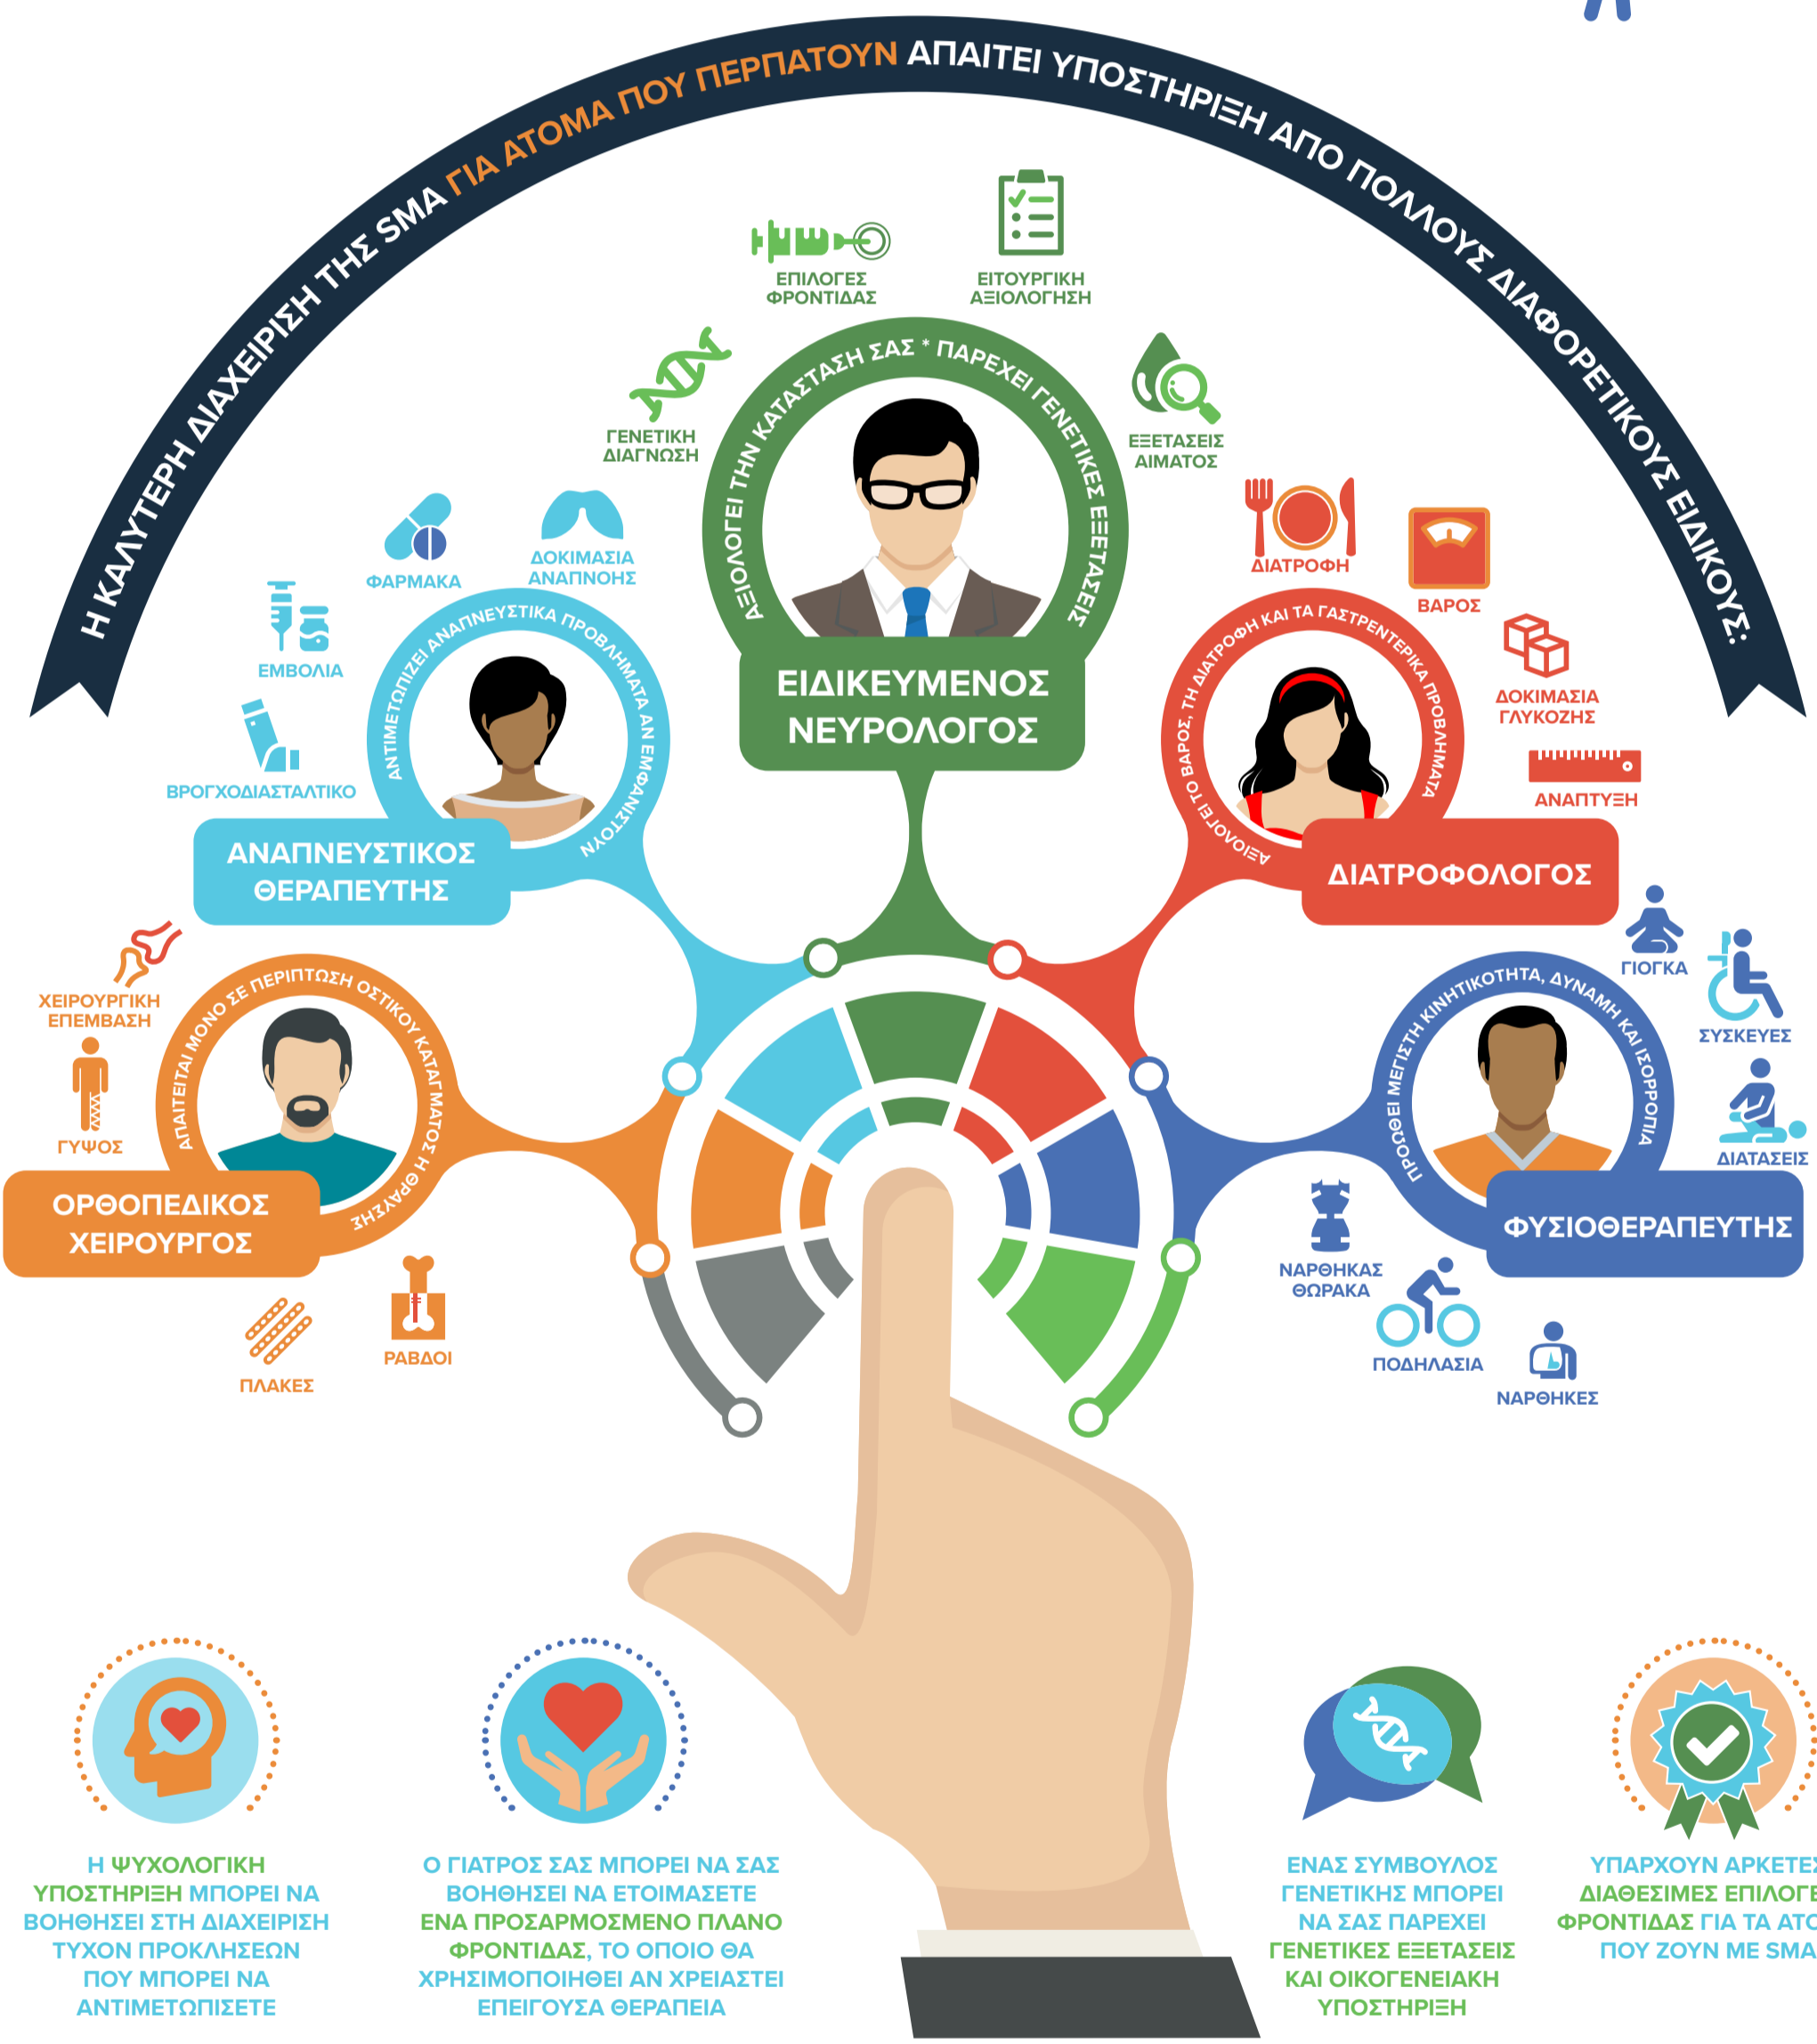 Η ΚΑΛΥΤΕΡΗ ΔΙΑΧΕΙΡΙΣΗ ΤΗΣ SMA ΓΙΑ ΑΤΟΜΑ ΠΟΥ ΠΕΡΠΑΤΟΥΝ ΑΠΑΙΤΕΙ ΥΠΟΣΤΗΡΙΞΗ ΑΠΟ ΠΟΛΛΟΥΣ ΔΙΑΦΟΡΕΤΙΚΟΥΣ ΕΙΔΙΚΟΥΣ:
ΕΠΙΛΟΓΕΣ
ΦΡΟΝΤΙΔΑΣ
ΕΙΤΟΥΡΓΙΚΗ
ΑΞΙΟΛΟΓΗΣΗ
ΓΕΝΕΤΙΚΗ
ΔΙΑΓΝΩΣΗ
ΕΞΕΤΑΣΕΙΣ
ΑΙΜΑΤΟΣ
ΑΞΙΟΛΟΓΕΙ ΤΗΝ ΚΑΤΑΣΤΑΣΗ ΣΑΣ * ΠΑΡΕΧΕΙ ΓΕΝΕΤΙΚΕΣ ΕΞΕΤΑΣΕΙΣ
ΕΙΔΙΚΕΥΜΕΝΟΣ
ΝΕΥΡΟΛΟΓΟΣ
ΦΑΡΜΑΚΑ
ΔΟΚΙΜΑΣΙΑ
ΑΝΑΠΝΟΗΣ
ΕΜΒΟΛΙΑ
ΒΡΟΓΧΟΔΙΑΣΤΑΛΤΙΚΟ
ΑΝΤΙΜΕΤΩΠΙΖΕΙ ΑΝΑΠΝΕΥΣΤΙΚΑ ΠΡΟΒΛΗΜΑΤΑ ΑΝ ΕΜΦΑΝΙΣΤΟΥΝ
ΑΝΑΠΝΕΥΣΤΙΚΟΣ
ΘΕΡΑΠΕΥΤΗΣ
ΔΙΑΤΡΟΦΗ
ΒΑΡΟΣ
ΔΟΚΙΜΑΣΙΑ
ΓΛΥΚΟΖΗΣ
ΑΝΑΠΤΥΞΗ
ΑΞΙΟΛΟΓΕΙ ΤΟ ΒΑΡΟΣ, ΤΗ ΔΙΑΤΡΟΦΗ ΚΑΙ ΤΑ ΓΑΣΤΡΕΝΤΕΡΙΚΑ ΠΡΟΒΛΗΜΑΤΑ
ΔΙΑΤΡΟΦΟΛΟΓΟΣ
ΧΕΙΡΟΥΡΓΙΚΗ
ΕΠΕΜΒΑΣΗ
ΓΥΨΟΣ
ΑΠΑΙΤΕΙΤΑΙ ΜΟΝΟ ΣΕ ΠΕΡΙΠΤΩΣΗ ΟΣΤΙΚΟΥ ΚΑΤΑΓΜΑΤΟΣ Η ΘΡΑΥΣΗΣ
ΟΡΘΟΠΕΔΙΚΟΣ
ΧΕΙΡΟΥΡΓΟΣ
ΠΛΑΚΕΣ
ΡΑΒΔΟΙ
ΓΙΟΓΚΑ
ΣΥΣΚΕΥΕΣ
ΔΙΑΤΑΣΕΙΣ
ΠΡΟΩΘΕΙ ΜΕΓΙΣΤΗ ΚΙΝΗΤΙΚΟΤΗΤΑ, ΔΥΝΑΜΗ ΚΑΙ ΙΣΟΡΡΟΠΙΑ
ΦΥΣΙΟΘΕΡΑΠΕΥΤΗΣ
ΝΑΡΘΗΚΑΣ
ΘΩΡΑΚΑ
ΠΟΔΗΛΑΣΙΑ
ΝΑΡΘΗΚΕΣ
Η ΨΥΧΟΛΟΓΙΚΗ
ΥΠΟΣΤΗΡΙΞΗ ΜΠΟΡΕΙ ΝΑ
ΒΟΗΘΗΣΕΙ ΣΤΗ ΔΙΑΧΕΙΡΙΣΗ
ΤΥΧΟΝ ΠΡΟΚΛΗΣΕΩΝ
ΠΟΥ ΜΠΟΡΕΙ ΝΑ
ΑΝΤΙΜΕΤΩΠΙΣΕΤΕ
Ο ΓΙΑΤΡΟΣ ΣΑΣ ΜΠΟΡΕΙ ΝΑ ΣΑΣ
ΒΟΗΘΗΣΕΙ ΝΑ ΕΤΟΙΜΑΣΕΤΕ
ΕΝΑ ΠΡΟΣΑΡΜΟΣΜΕΝΟ ΠΛΑΝΟ
ΦΡΟΝΤΙΔΑΣ, ΤΟ ΟΠΟΙΟ ΘΑ
ΧΡΗΣΙΜΟΠΟΙΗΘΕΙ ΑΝ ΧΡΕΙΑΣΤΕΙ
ΕΠΕΙΓΟΥΣΑ ΘΕΡΑΠΕΙΑ
ΕΝΑΣ ΣΥΜΒΟΥΛΟΣ
ΓΕΝΕΤΙΚΗΣ ΜΠΟΡΕΙ
ΝΑ ΣΑΣ ΠΑΡΕΧΕΙ
ΓΕΝΕΤΙΚΕΣ ΕΞΕΤΑΣΕΙΣ
ΚΑΙ ΟΙΚΟΓΕΝΕΙΑΚΗ
ΥΠΟΣΤΗΡΙΞΗ
ΥΠΑΡΧΟΥΝ ΑΡΚΕΤΕΣ
ΔΙΑΘΕΣΙΜΕΣ
ΦΡΟΝΤΙΔΑΣ ΓΙΑ ΤΑ
ΠΟΥ ΖΟΥΝ ΜΕ SMA